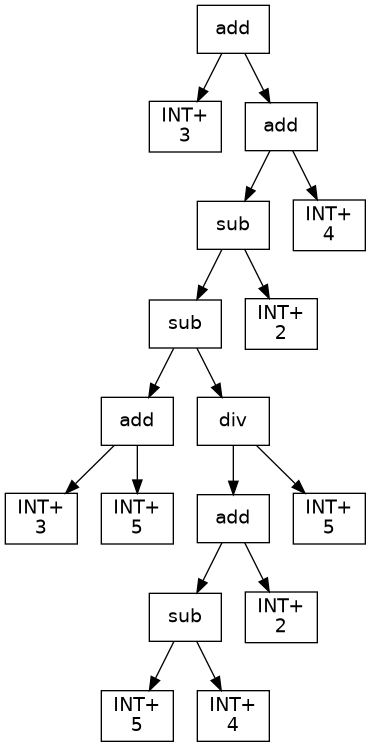 add
INT+
3
add
sub
INT+
4
sub
INT+
2
add
div
INT+
3
INT+
5
add
INT+
5
sub
INT+
2
INT+
5
INT+
4